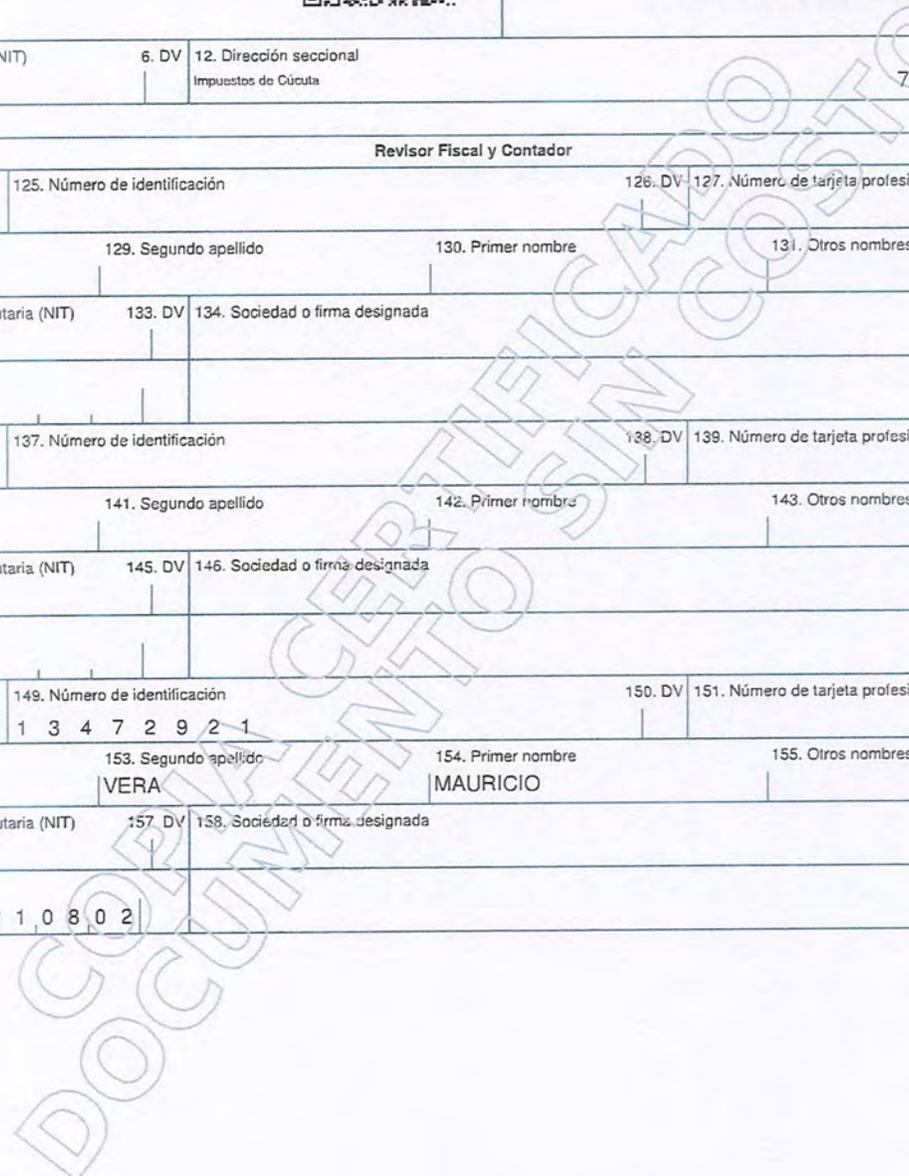 NIT) 6. DV 12. Dirección seccional
Impuestos de Cúcuta 7
Revisor Fiscal y Contador
125. Número de identificación 126. DV 127. Número de tarjeta profesi
129. Segundo apellido 130. Primer nombre 131. Otros nombres
utaria (NIT) 133. DV 134. Sociedad o firma designada
137. Número de identificación 138. DV 139. Número de tarjeta profesi
141. Segundo apellido 142. Primer nombre 143. Otros nombres
utaria (NIT) 145. DV 146. Sociedad o firma designada
149. Número de identificación 150. DV 151. Número de tarjeta profesi
1 3 4 7 2 9 2 1
153. Segundo apellido 154. Primer nombre 155. Otros nombres
VERA MAURICIO
utaria (NIT) 157. DV 158. Sociedad o firma designada
1 0 8 0 2
COPIA CERTIFICADO
DOCUMENTO SIN COSTO